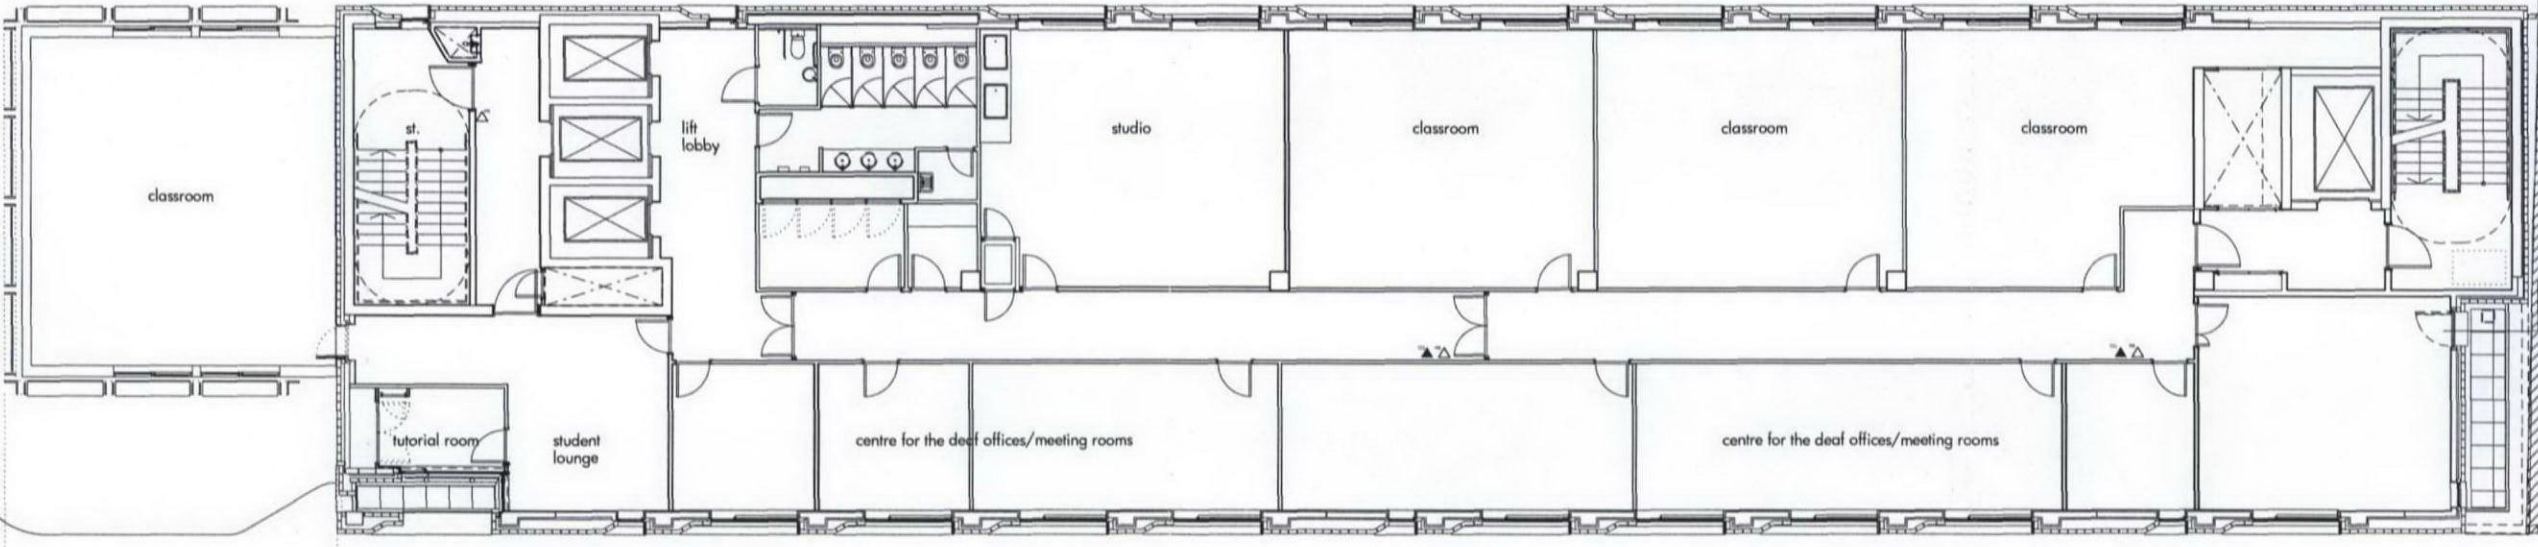 classroom
st.
lift
lobby
studio
classroom
classroom
classroom
tutorial room
student
lounge
centre for the deaf offices/meeting rooms
centre for the deaf offices/meeting rooms